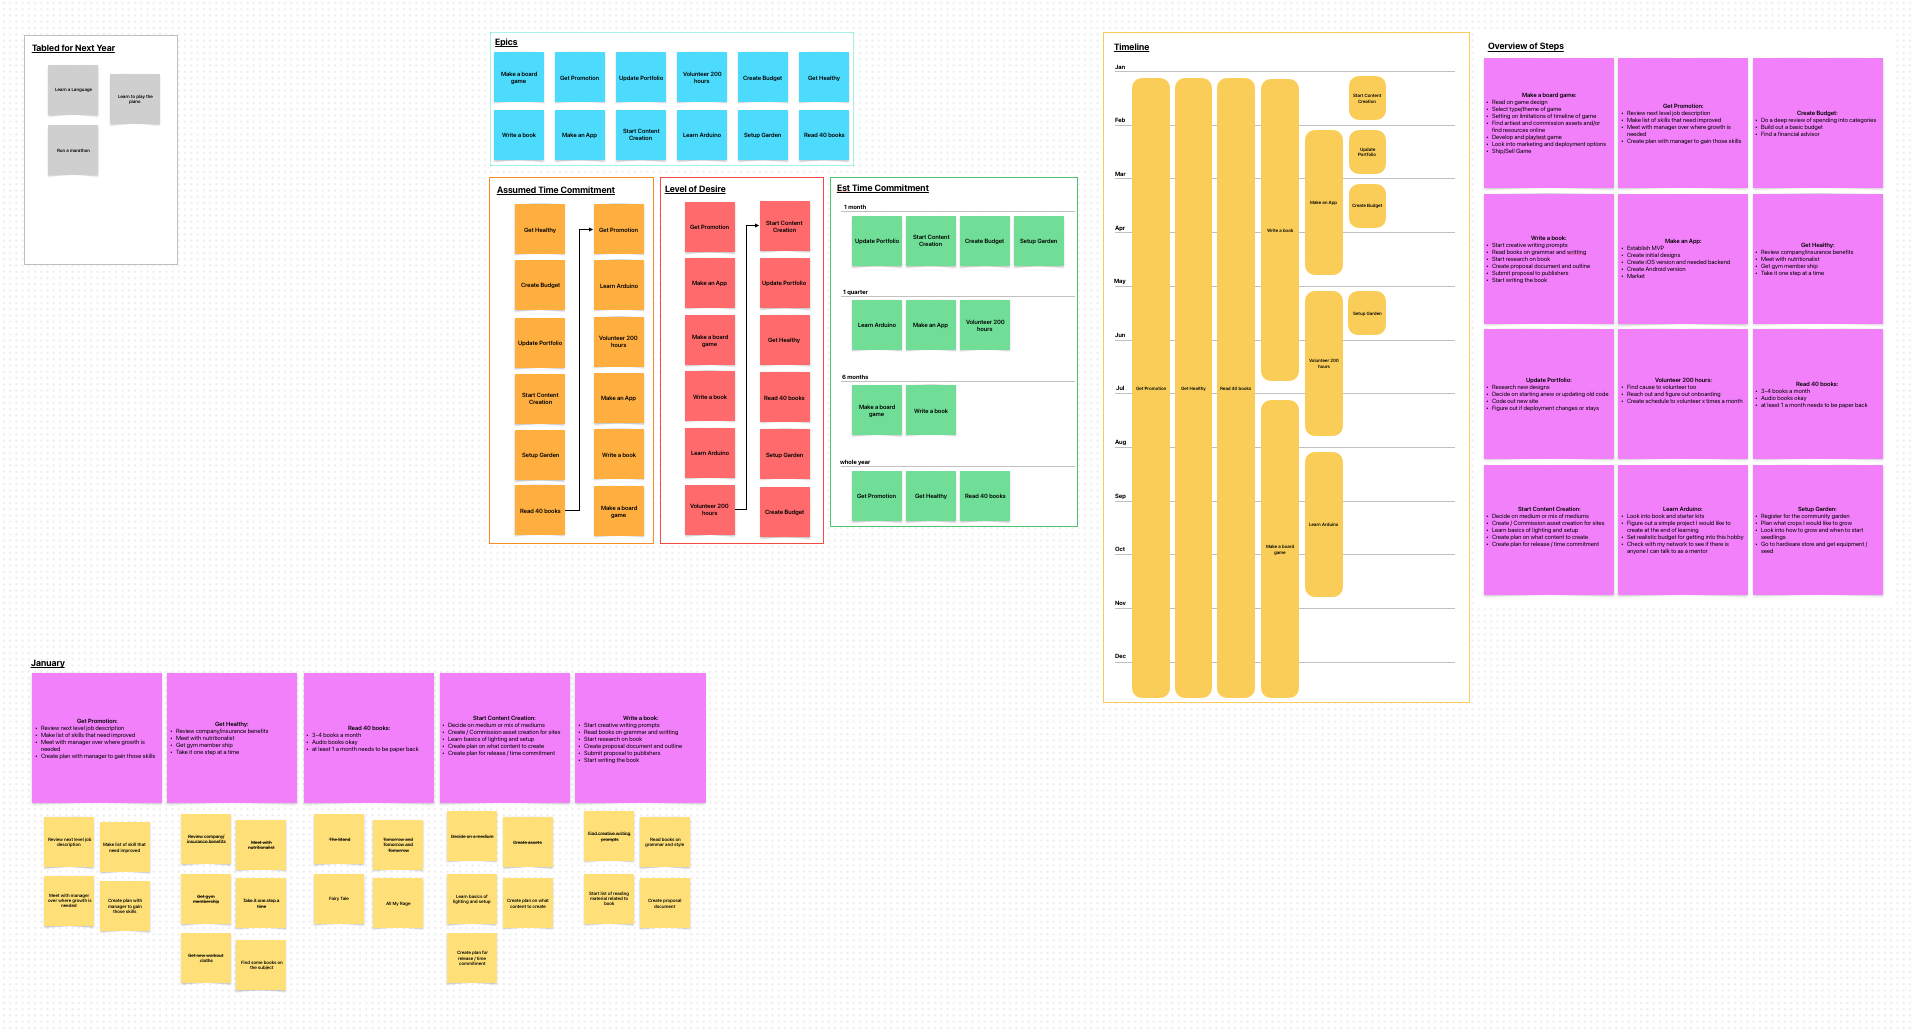 Tabled for Next Year
Learn a Language
Learn to play the
piano
Run a marathon
Epics
Make a board
game
Get Promotion
Update Portfolio
Volunteer 200
hours
Create Budget
Get Healthy
Write a book
Make an App
Start Content
Creation
Learn Arduino
Setup Garden
Read 40 books
Assumed Time Commitment
Get Healthy
Create Budget
Update Portfolio
Start Content
Creation
Setup Garden
Read 40 books
Get Promotion
Learn Arduino
Volunteer 200
hours
Make an App
Write a book
Make a board
game
Level of Desire
Get Promotion
Make an App
Make a board
game
Write a book
Learn Arduino
Volunteer 200
hours
Start Content
Creation
Update Portfolio
Get Healthy
Read 40 books
Setup Garden
Create Budget
Est Time Commitment
1 month
Update Portfolio
Start Content
Creation
Create Budget
Setup Garden
1 quarter
Learn Arduino
Make an App
Volunteer 200
hours
6 months
Make a board
game
Write a book
whole year
Get Promotion
Get Healthy
Read 40 books
Timeline
Jan
Feb
Mar
Apr
May
Jun
Jul
Aug
Sep
Oct
Nov
Dec
Get Promotion
Get Healthy
Read 40 books
Write a book
Make a board
game
Make an App
Volunteer 200
hours
Learn Arduino
Start Content
Creation
Update
Portfolio
Create Budget
Setup Garden
Overview of Steps
Make a board game:
• Read on game design
• Select type/theme of game
• Setting on limitations of timeline of game
• Find artiest and commission assets and/or
find resources online
• Develop and playtest game
• Look into marketing and deployment options
• Ship/Sell Game
Get Promotion:
• Review next level job description
• Make list of skills that need improved
• Meet with manager over where growth is
needed
• Create plan with manager to gain those skills
Create Budget:
• Do a deep review of spending into categories
• Build out a basic budget
• Find a financial advisor
Write a book:
• Start creative writing prompts
• Read books on grammar and writting
• Start research on book
• Create proposal document and outline
• Submit proposal to publishers
• Start writing the book
Make an App:
• Establish MVP
• Create initial designs
• Create iOS version and needed backend
• Create Android version
• Market
Get Healthy:
• Review company/insurance benefits
• Meet with nutritionalist
• Get gym member ship
• Take it one step at a time
Update Portfolio:
• Research new designs
• Decide on starting anew or updating old code
• Code out new site
• Figure out if deployment changes or stays
Volunteer 200 hours:
• Find cause to volunteer too
• Reach out and figure out onboarding
• Create schedule to volunteer x times a month
Read 40 books:
• 3-4 books a month
• Audio books okay
• at least 1 a month needs to be paper back
Start Content Creation:
• Decide on medium or mix of mediums
• Create / Commission asset creation for sites
• Learn basics of lighting and setup
• Create plan on what content to create
• Create plan for release / time commitment
Learn Arduino:
• Look into book and starter kits
• Figure out a simple project I would like to
create at the end of learning
• Set realistic budget for getting into this hobby
• Check with my network to see if there is
anyone I can talk to as a mentor
Setup Garden:
• Register for the community garden
• Plan what crops I would like to grow
• Look into how to grow and when to start
seedlings
• Go to hardware store and get equipment /
seed
January
Get Promotion:
• Review next level job description
• Make list of skills that need improved
• Meet with manager over where growth is
needed
• Create plan with manager to gain those skills
Get Healthy:
• Review company/insurance benefits
• Meet with nutritionalist
• Get gym member ship
• Take it one step at a time
Read 40 books:
• 3-4 books a month
• Audio books okay
• at least 1 a month needs to be paper back
Start Content Creation:
• Decide on medium or mix of mediums
• Create / Commission asset creation for sites
• Learn basics of lighting and setup
• Create plan on what content to create
• Create plan for release / time commitment
Write a book:
• Start creative writing prompts
• Read books on grammar and writting
• Start research on book
• Create proposal document and outline
• Submit proposal to publishers
• Start writing the book
Review next level job
description
Make list of skill that
need improved
Meet with manager
over where growth is
needed
Create plan with
manager to gain
those skills
Review company/
insurance benefits
Meet with
nutritionalist
Get gym
membership
Take it one step a
time
Get new workout
cloths
Find some books on
the subject
The Stand
Tomorrow and
Tomorrow and
Tomorrow
Fairy Tale
All My Rage
Decide on a medium
Create assets
Learn basics of
lighting and setup
Create plan on what
content to create
Create plan for
release / time
commitment
Find creative writing
prompts
Read books on
grammar and style
Start list of reading
material related to
book
Create proposal
document